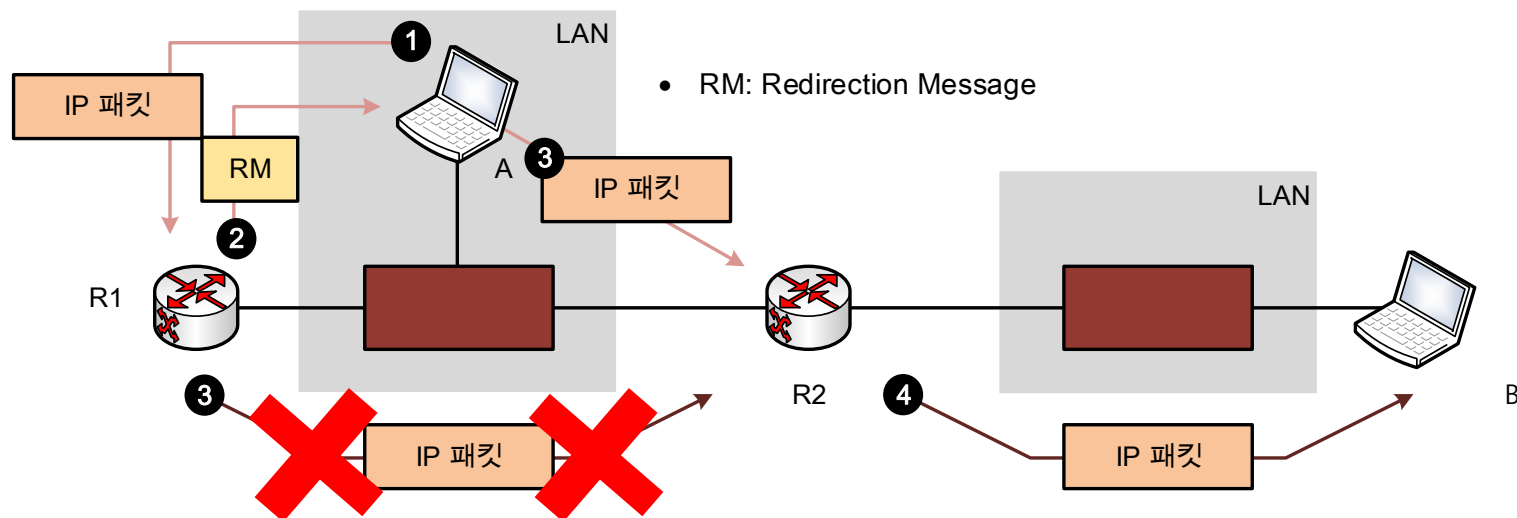 1
LAN
• RM: Redirection Message
IP 패킷
RM
A
3
IP 패킷
LAN
2
R1
R2
B
3
IP 패킷
4
IP 패킷